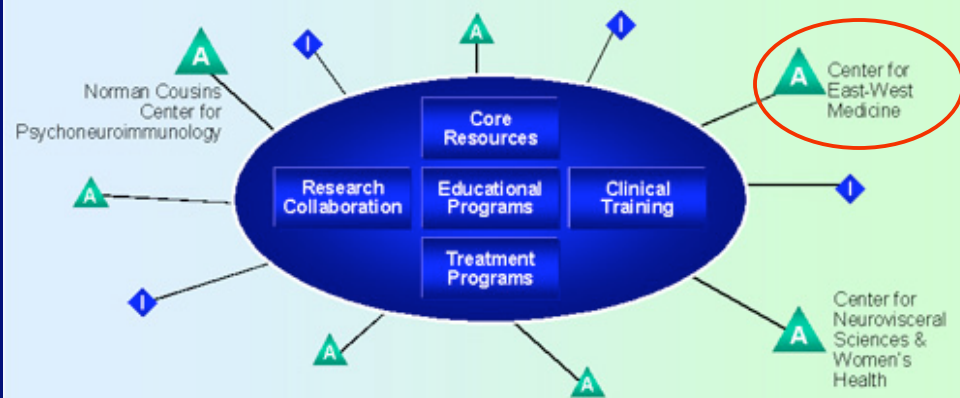 A
I
A
I
A
Norman Cousins
Center for
Psychoneuroimmunology
Center for
East-West
Medicine
Core
Resources
Research
Collaboration
Educational
Programs
Clinical
Training
A
I
Treatment
Programs
I
A
A
A
Center for
Neurovisceral
Sciences &
Women's
Health